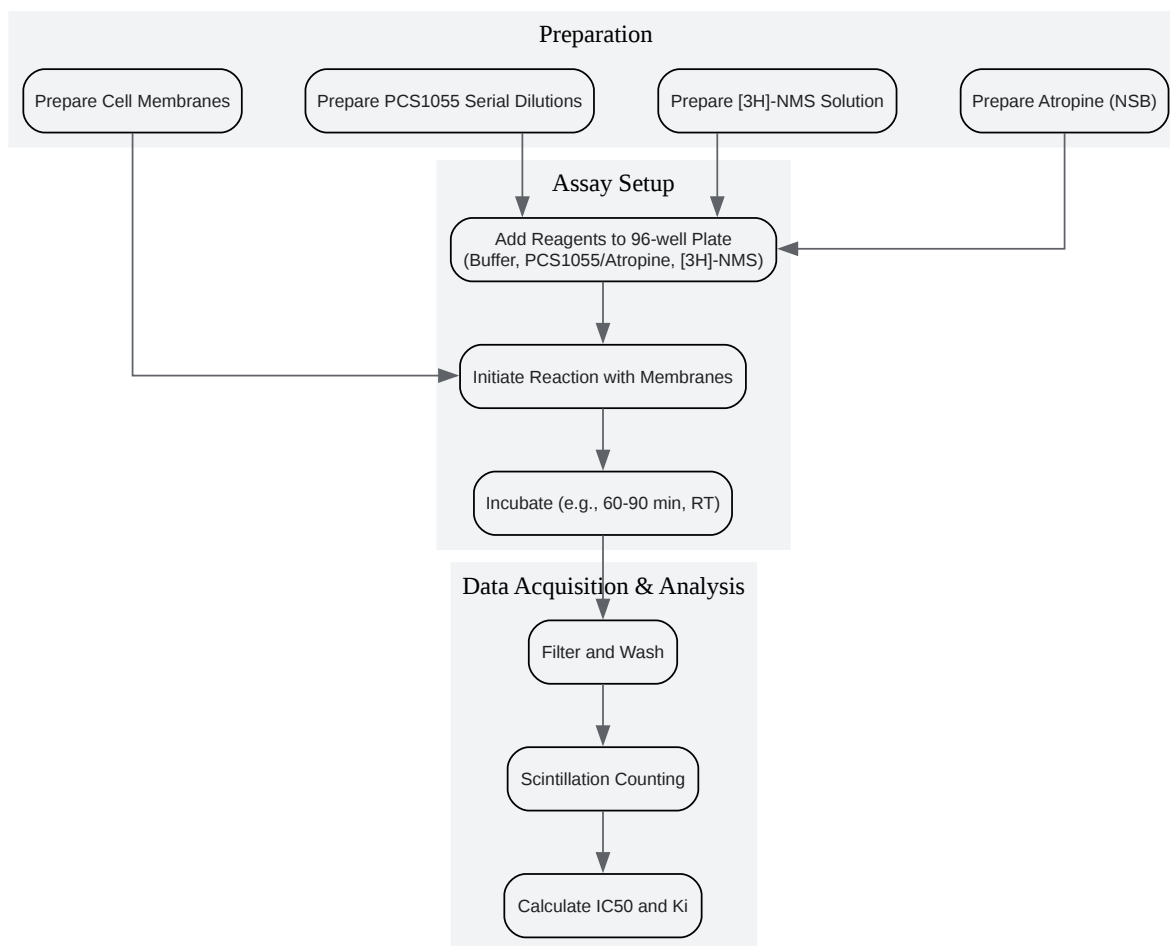 Preparation
Prepare Cell Membranes
Prepare PCS1055 Serial Dilutions
Prepare [3H]-NMS Solution
Prepare Atropine (NSB)
Assay Setup
Add Reagents to 96-well Plate
(Buffer, PCS1055/Atropine, [3H]-NMS)
Initiate Reaction with Membranes
Incubate (e.g., 60-90 min, RT)
Data Acquisition & Analysis
Filter and Wash
Scintillation Counting
Calculate IC50 and Ki